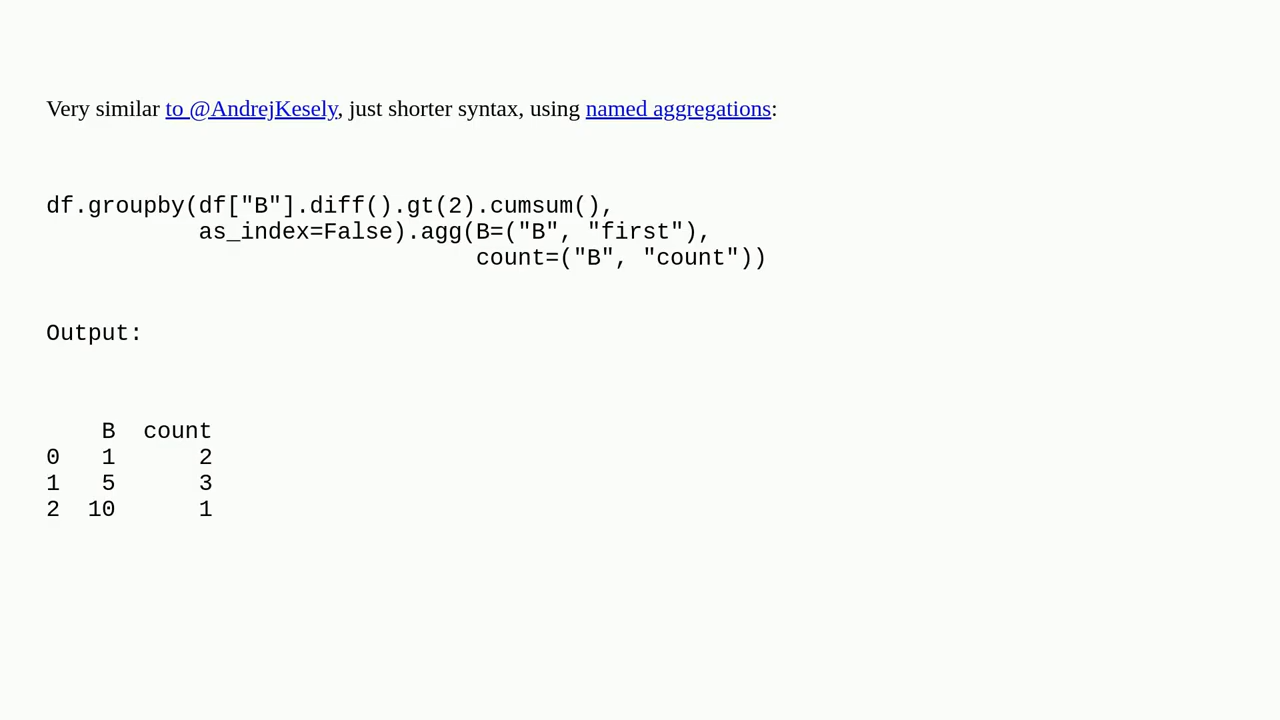 Very similar to @AndrejKesely, just shorter syntax, using named aggregations:
df.groupby(df["B"].diff().gt(2).cumsum(),
           as_index=False).agg(B=("B", "first"),
                               count=("B", "count"))
Output:
    B  count
0   1      2
1   5      3
2  10      1